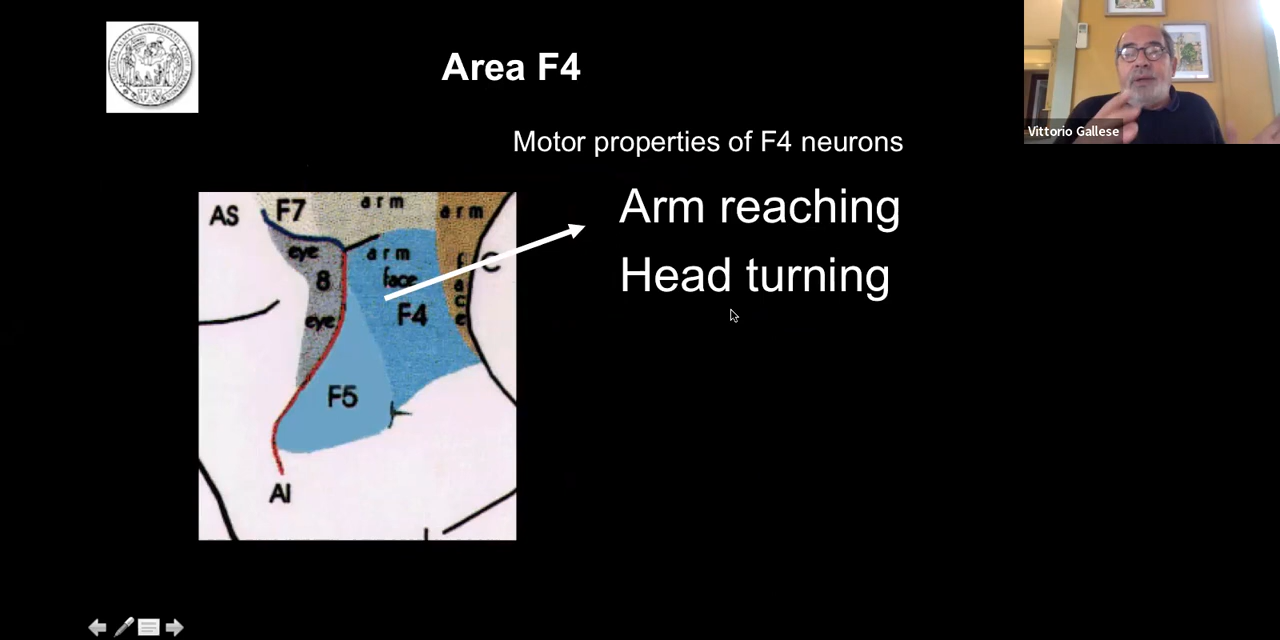 Area F4
Vittorio Gallese
Motor properties of F4 neurons
Arm reaching
Head turning
AS
F7
arm
arm
eye
arm
8
face
face
C
eye
F4
F5
AI